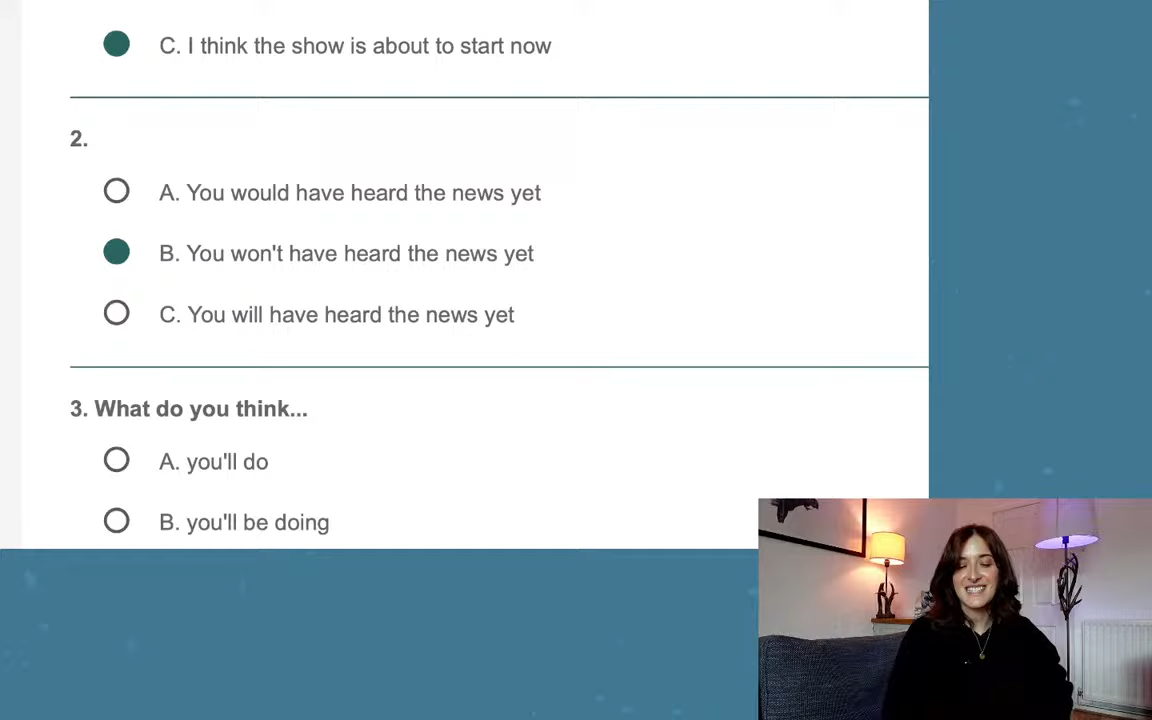 C. I think the show is about to start now
2.
A. You would have heard the news yet
B. You won't have heard the news yet
C. You will have heard the news yet
3. What do you think...
A. you'll do
B. you'll be doing